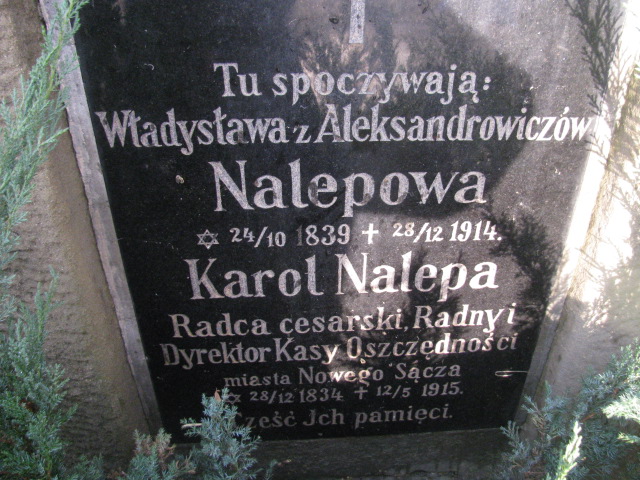 Tu spoczywają:
Władysława z Aleksandrowiczów
Nalepowa
✡ 24/10 1839 + 28/12 1914.
Karol Nalepa
Radca cesarski, Radny i
Dyrektor Kasy Oszczędności
miasta Nowego Sącza
✡ 28/12 1834 + 12/5 1915.
Cześć Jch pamięci.